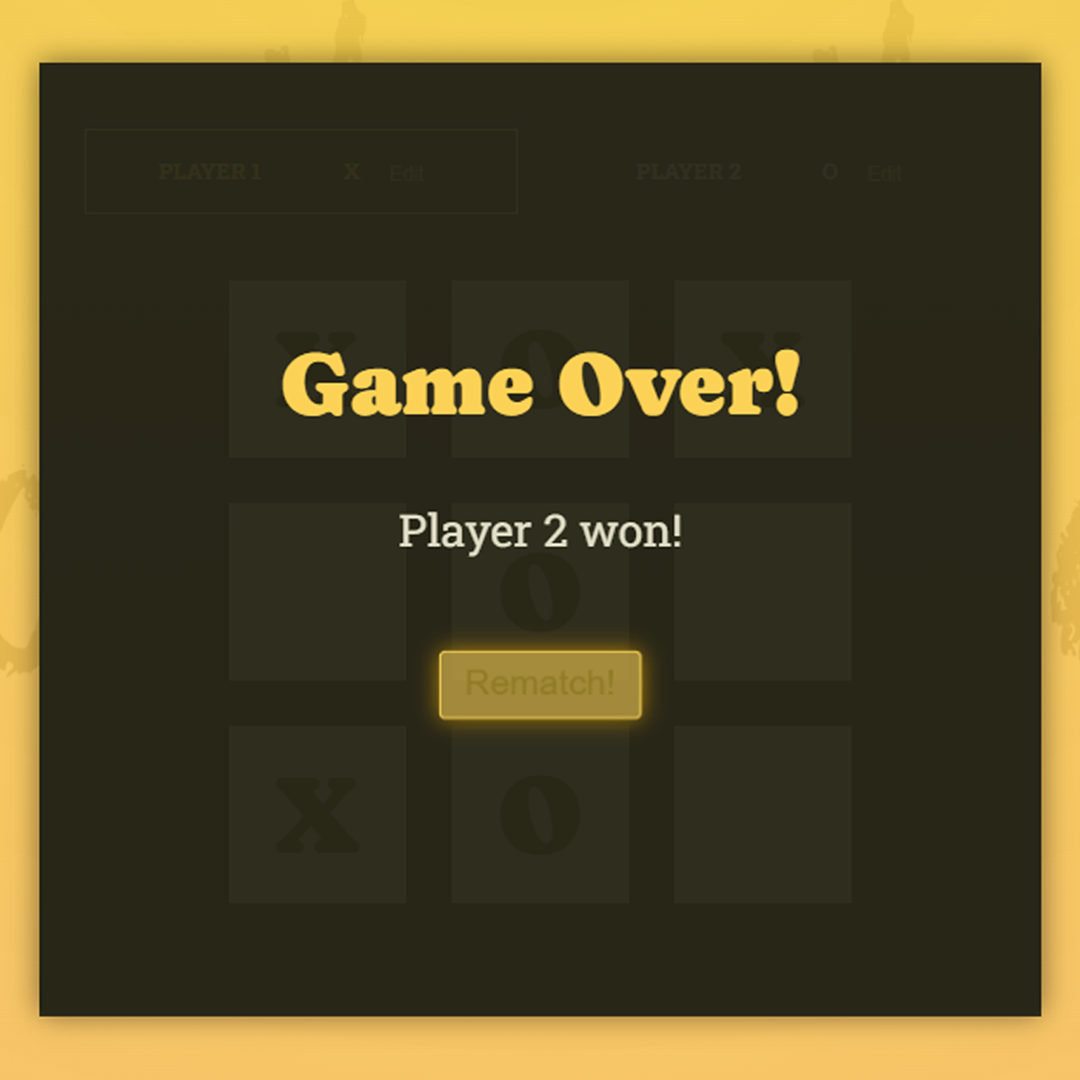 PLAYER 1 X Edit PLAYER 2 O Edit
X O X
Game Over!
Player 2 won!
O
Rematch!
X O